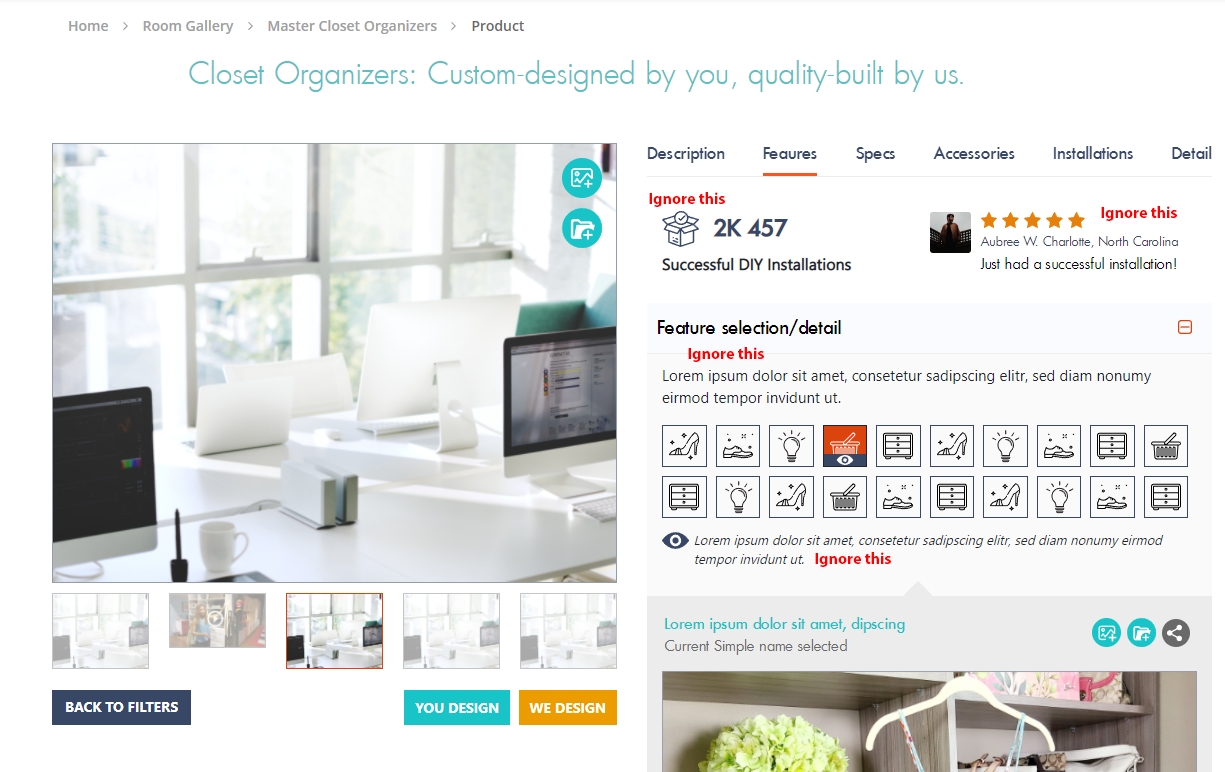 Home > Room Gallery > Master Closet Organizers > Product
Closet Organizers: Custom-designed by you, quality-built by us.
Description Feaures Specs Accessories Installations Detail
Ignore this
2K 457
Successful DIY Installations
Ignore this
Aubree W. Charlotte, North Carolina
Just had a successful installation!
Feature selection/detail
Ignore this
Lorem ipsum dolor sit amet, consetetur sadipscing elitr, sed diam nonumy
eirmod tempor invidunt ut.
Lorem ipsum dolor sit amet, consetetur sadipscing elitr, sed diam nonumy eirmod
tempor invidunt ut. Ignore this
Lorem ipsum dolor sit amet, dipscing
Current Simple name selected
BACK TO FILTERS
YOU DESIGN
WE DESIGN